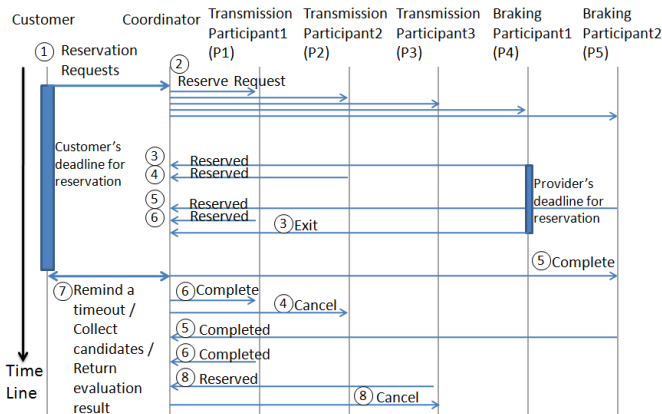 Customer
Coordinator
Transmission
Participant1
(P1)
Transmission
Participant2
(P2)
Transmission
Participant3
(P3)
Braking
Participant1
(P4)
Braking
Participant2
(P5)
1 Reservation
Requests
2
Reserve Request
Customer's
deadline for
reservation
3 Reserved
4 Reserved
5 Reserved
6 Reserved
3 Exit
Provider's
deadline for
reservation
5 Complete
7 Remind a
timeout /
Collect
candidates /
Return
evaluation
result
6 Complete
4 Cancel
5 Completed
6 Completed
8 Reserved
8 Cancel
Time
Line